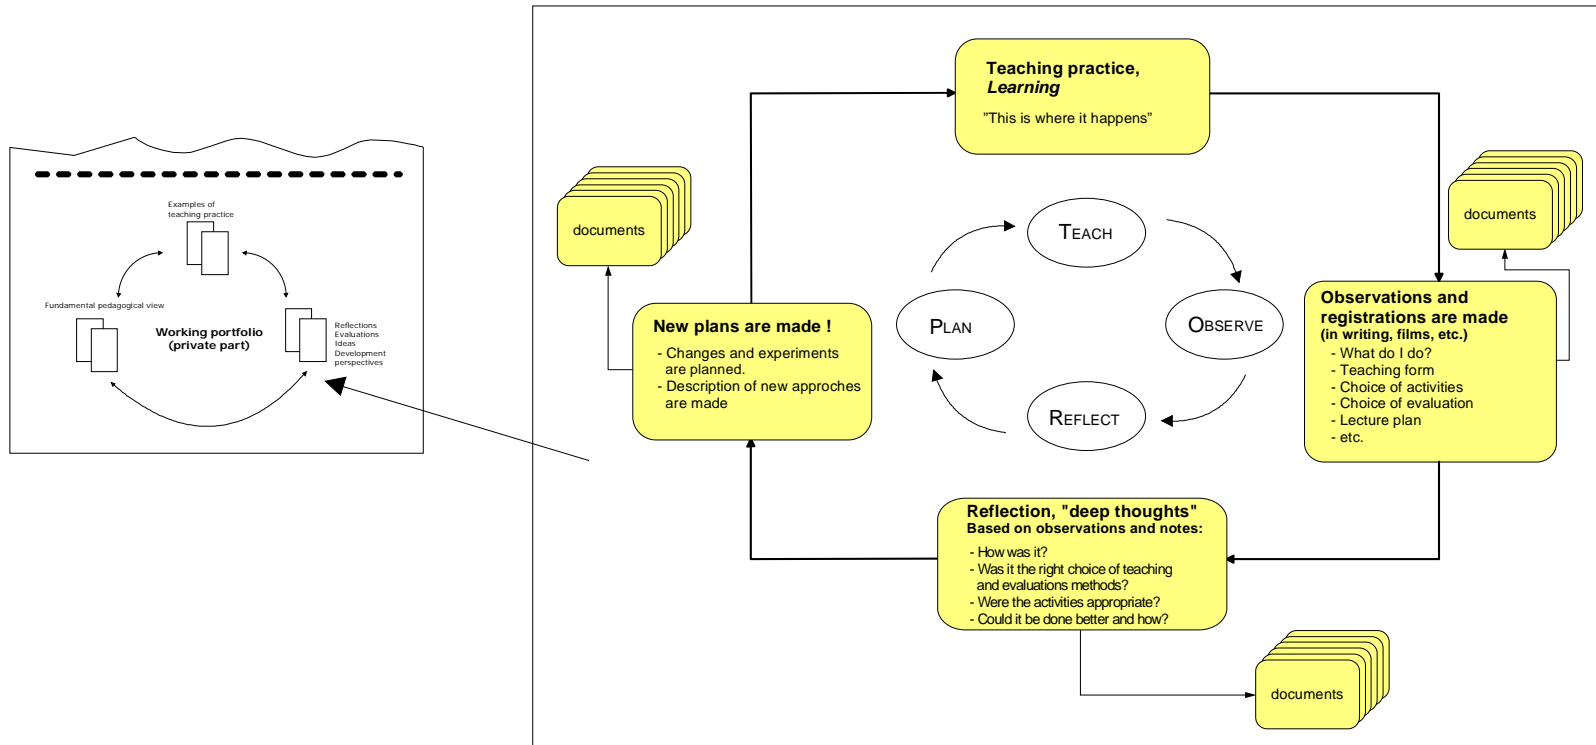 Examples of
teaching practice
Fundamental pedagogical view
Working portfolio
(private part)
Reflections
Evaluations
Ideas
Development
perspectives
Teaching practice,
Learning
"This is where it happens"
documents
documents
TEACH
PLAN
OBSERVE
REFLECT
New plans are made !
- Changes and experiments
are planned.
- Description of new approches
are made
Observations and
registrations are made
(in writing, films, etc.)
- What do I do?
- Teaching form
- Choice of activities
- Choice of evaluation
- Lecture plan
- etc.
Reflection, "deep thoughts"
Based on observations and notes:
- How was it?
- Was it the right choice of teaching
and evaluations methods?
- Were the activities appropriate?
- Could it be done better and how?
documents